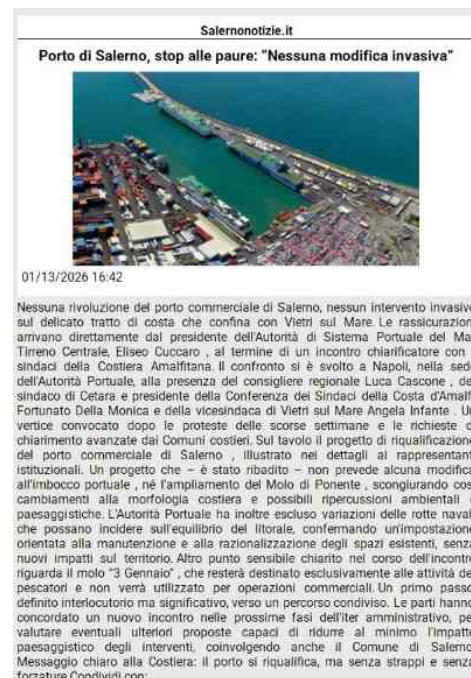 Salernonotizie.it
Porto di Salerno, stop alle paure: “Nessuna modifica invasiva”
01/13/2026 16:42
Nessuna rivoluzione del porto commerciale di Salerno, nessun intervento invasivo
sul delicato tratto di costa che confina con Vietri sul Mare. Le rassicurazioni
arrivano direttamente dal presidente dell'Autorità di Sistema Portuale del Mar
Tirreno Centrale, Eliseo Cuccaro , al termine di un incontro chiarificatore con i
sindaci della Costiera Amalfitana. Il confronto si è svolto a Napoli, nella sede
dell'Autorità Portuale, alla presenza del consigliere regionale Luca Cascone , del
sindaco di Cetara e presidente della Conferenza dei Sindaci della Costa d'Amalfi
Fortunato Della Monica e della vicesindaca di Vietri sul Mare Angela Infante . Un
vertice convocato dopo le proteste delle scorse settimane e le richieste di
chiarimento avanzate dai Comuni costieri. Sul tavolo il progetto di riqualificazione
del porto commerciale di Salerno , illustrato nei dettagli ai rappresentanti
istituzionali. Un progetto che – è stato ribadito – non prevede alcuna modifica
all'imbocco portuale , né l'ampliamento del Molo di Ponente , scongiurando così
cambiamenti alla morfologia costiera e possibili ripercussioni ambientali e
paesaggistiche. L'Autorità Portuale ha inoltre escluso variazioni delle rotte navali
che possano incidere sull'equilibrio del litorale, confermando un'impostazione
orientata alla manutenzione e alla razionalizzazione degli spazi esistenti, senza
nuovi impatti sul territorio. Altro punto sensibile chiarito nel corso dell'incontro
riguarda il molo “3 Gennaio” , che resterà destinato esclusivamente alle attività dei
pescatori e non verrà utilizzato per operazioni commerciali. Un primo passo,
definito interlocutorio ma significativo, verso un percorso condiviso. Le parti hanno
concordato un nuovo incontro nelle prossime fasi dell'iter amministrativo, per
valutare eventuali ulteriori proposte capaci di ridurre al minimo l'impatto
paesaggistico degli interventi, coinvolgendo anche il Comune di Salerno.
Messaggio chiaro alla Costiera: il porto si riqualifica, ma senza strappi e senza
forzature.Condividi con: